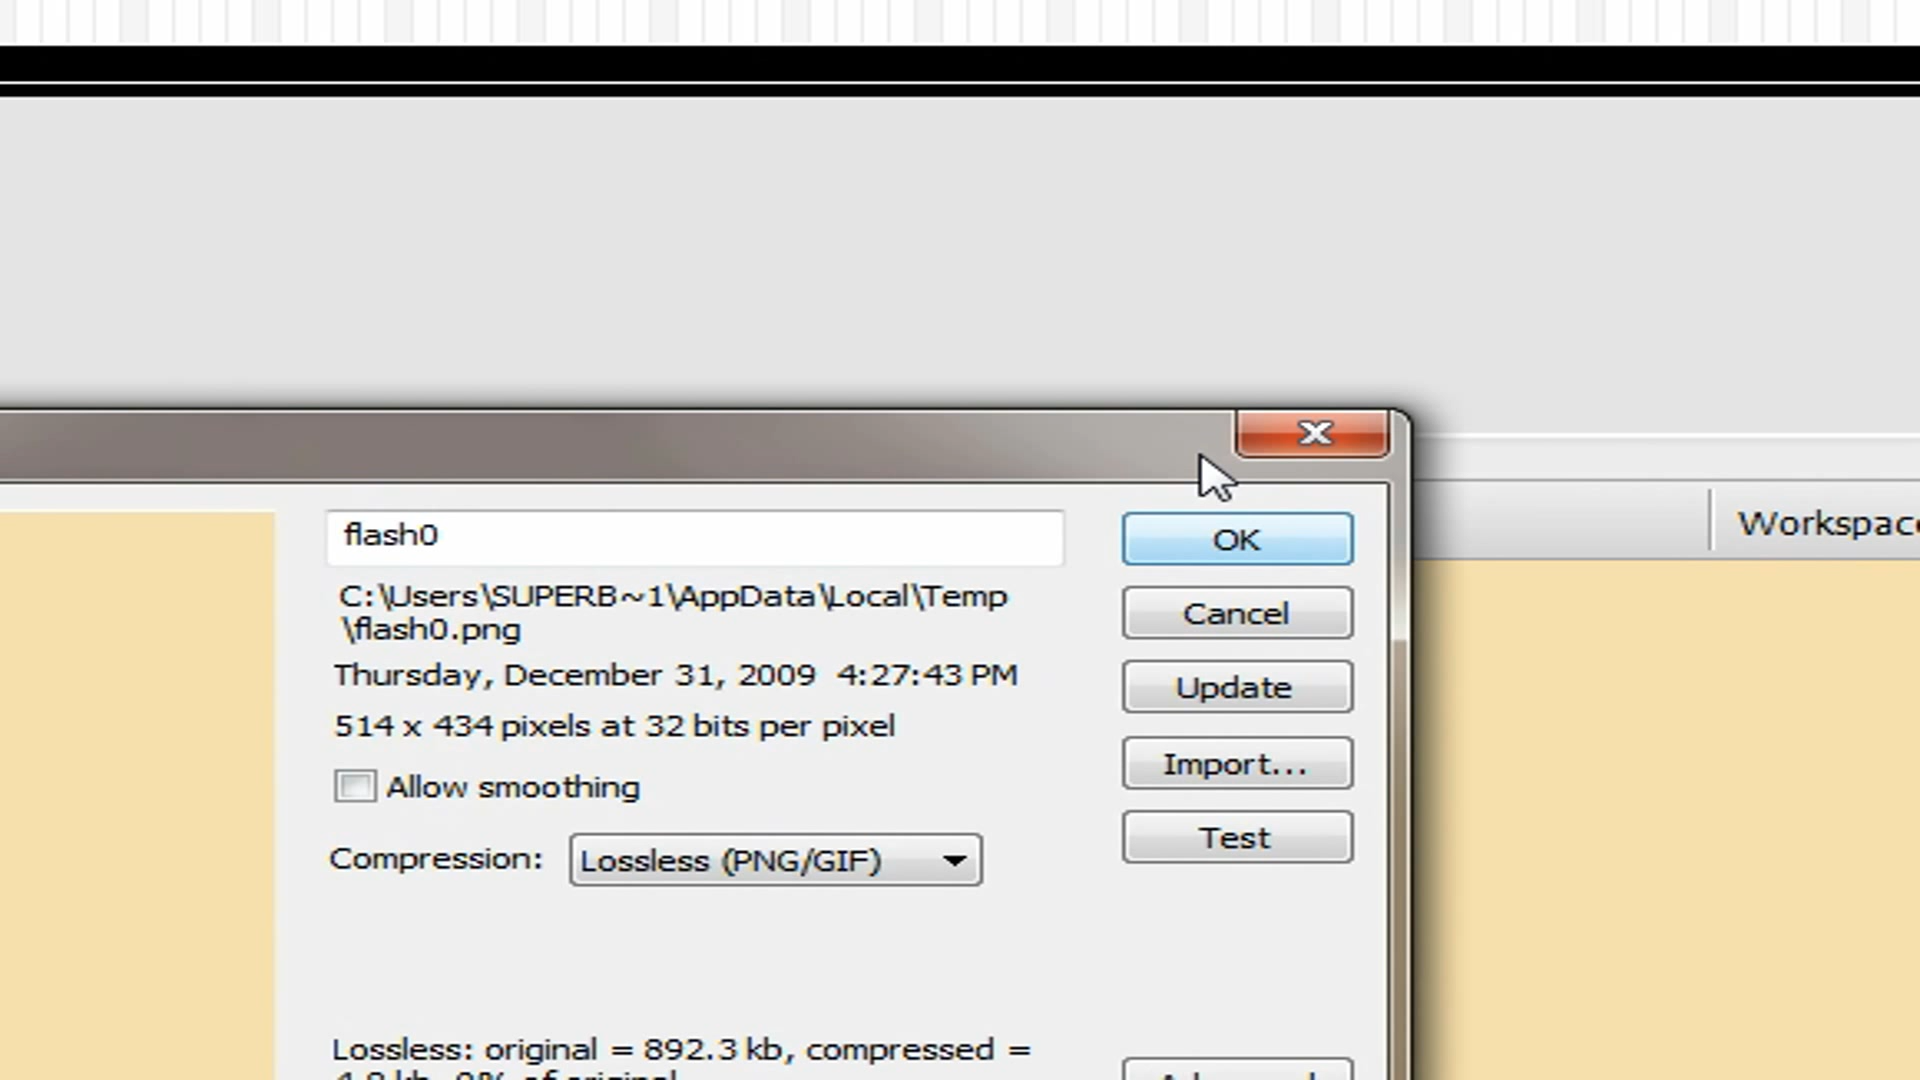 flash0
OK
C:\Users\SUPERB~1\AppData\Local\Temp
\flash0.png
Cancel
Thursday, December 31, 2009  4:27:43 PM
Update
514 x 434 pixels at 32 bits per pixel
Import...
Allow smoothing
Test
Compression: Lossless (PNG/GIF)
Lossless: original = 892.3 kb, compressed =
of original
Workspac